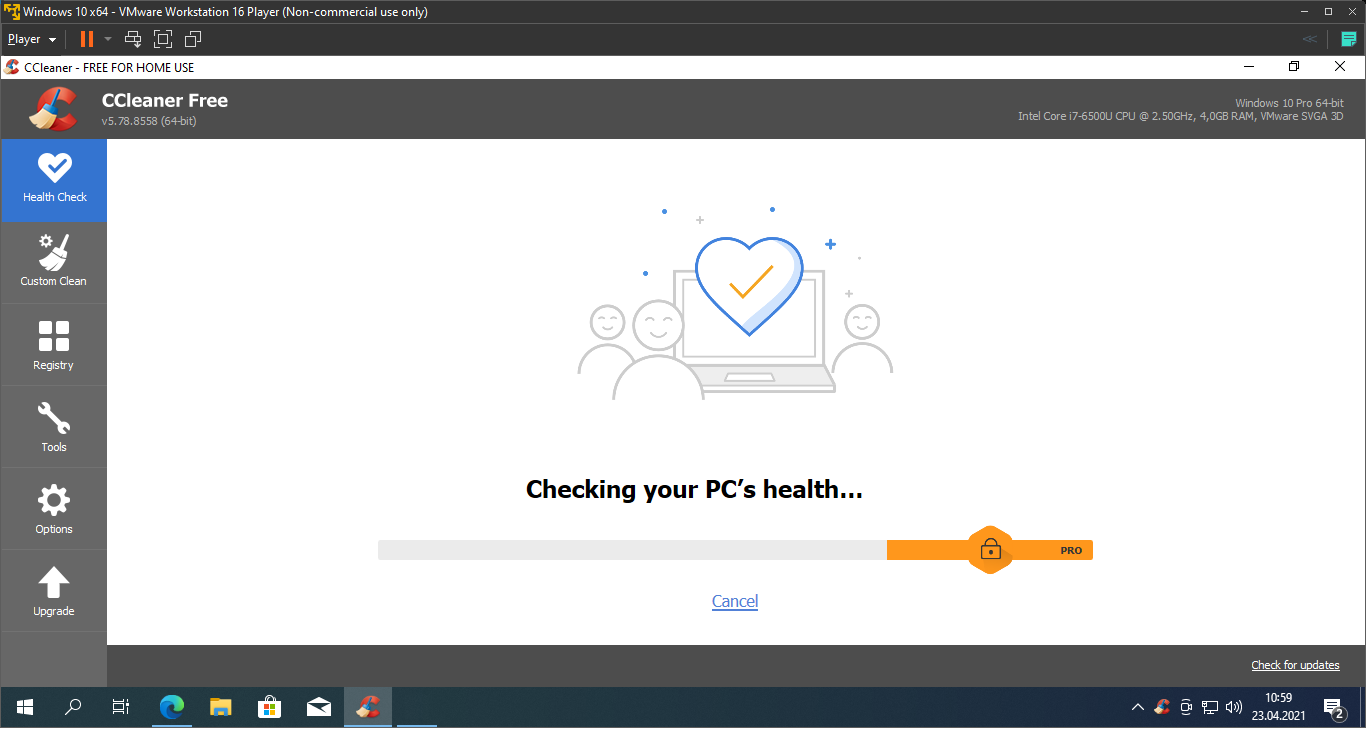 Windows 10 x64 - VMware Workstation 16 Player (Non-commercial use only)
Player
CCleaner - FREE FOR HOME USE
CCleaner Free
v5.78.8558 (64-bit)
Windows 10 Pro 64-bit
Intel Core i7-6500U CPU @ 2.50GHz, 4,0GB RAM, VMware SVGA 3D
Health Check
Custom Clean
Registry
Tools
Options
Upgrade
Checking your PC’s health...
PRO
Cancel
Check for updates
10:59
23.04.2021
2